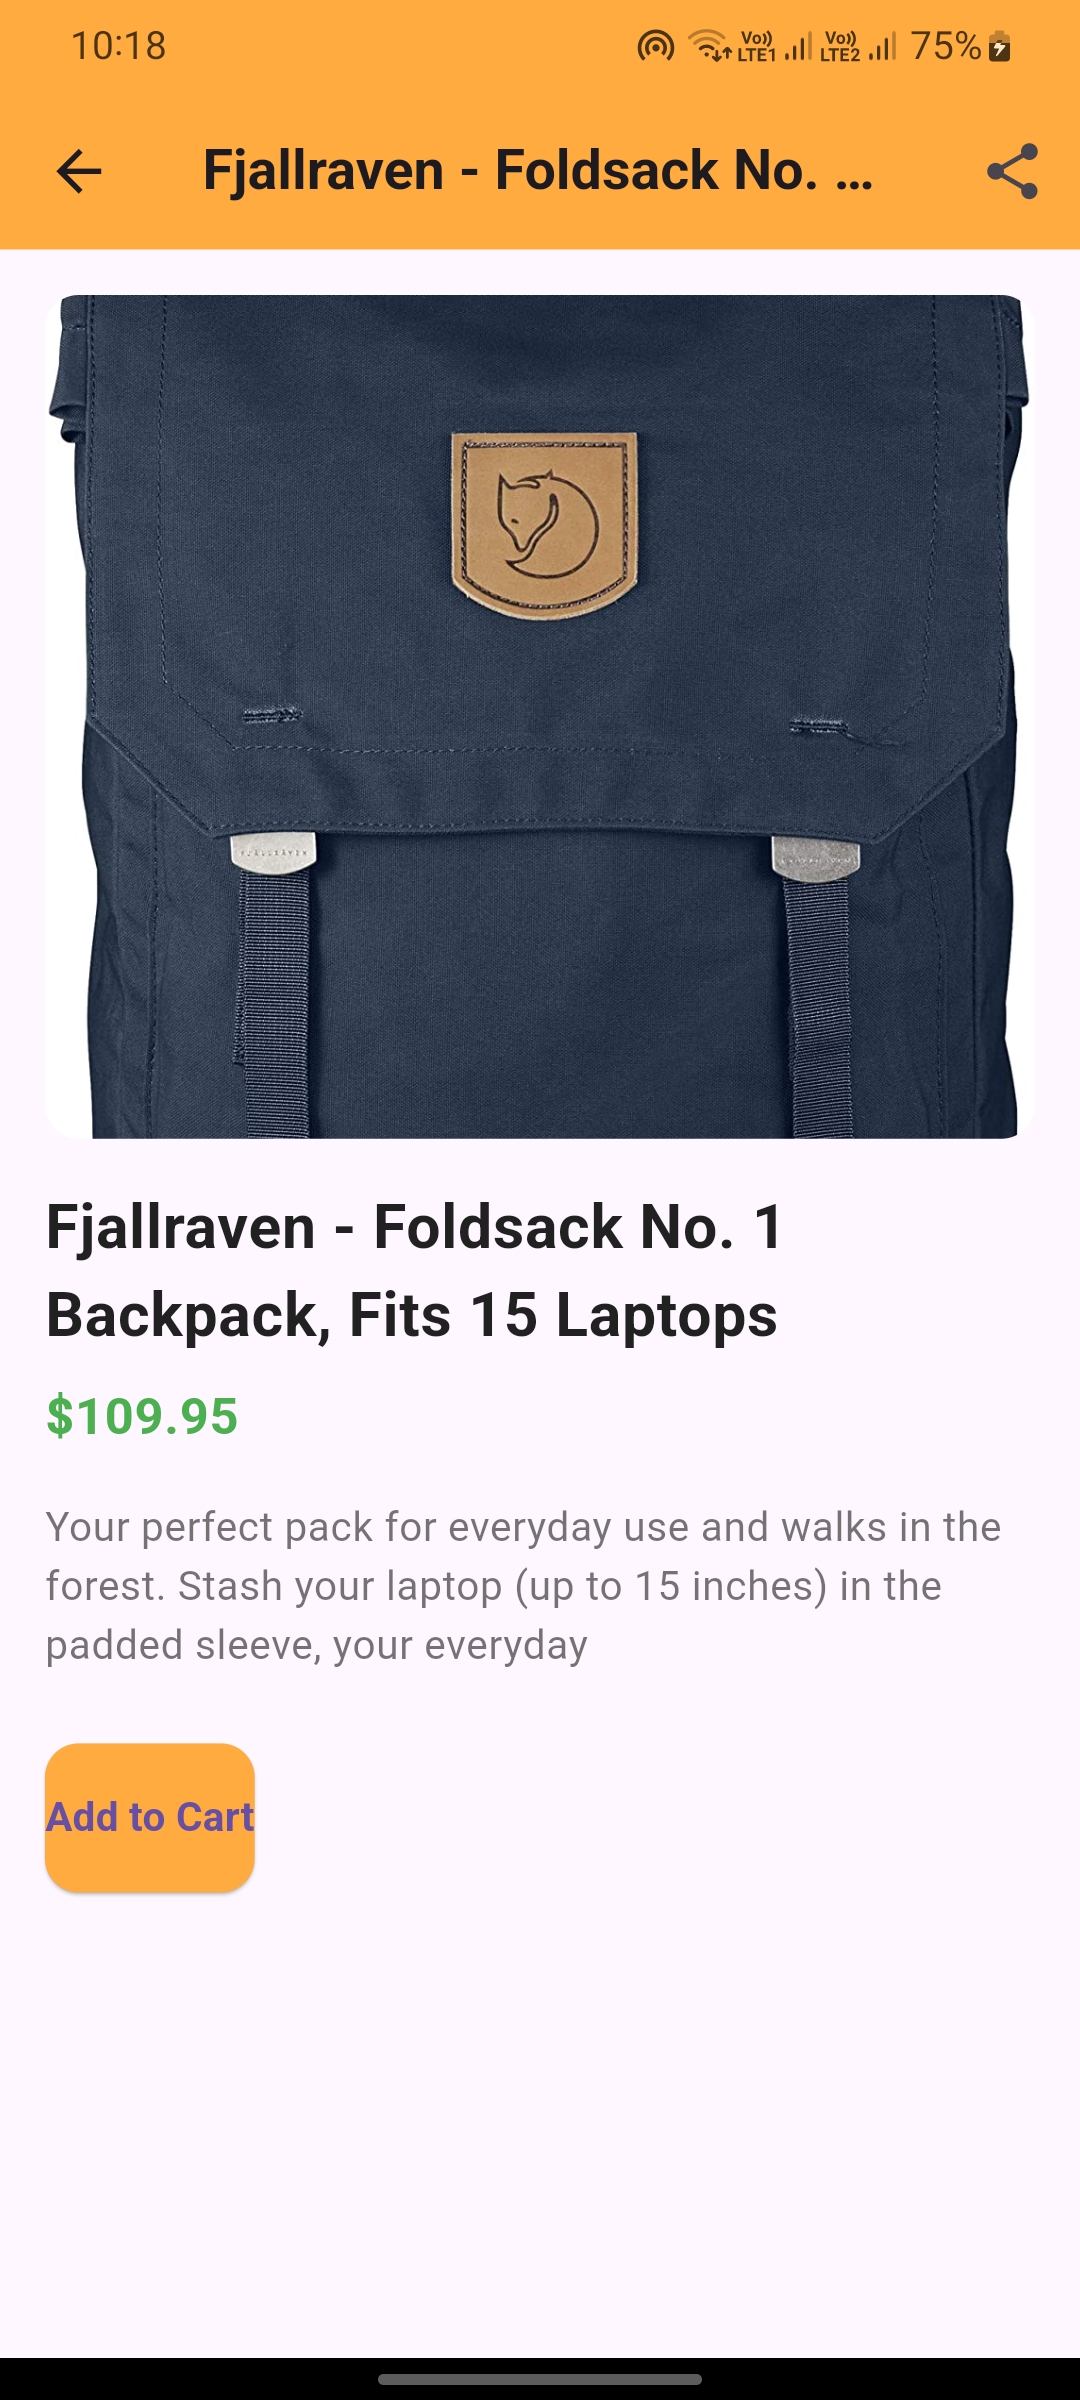 10:18
Vo)) LTE1 Vo)) LTE2 75%
Fjallraven - Foldsack No. ...
FJÄLLRÄVEN
Fjallraven - Foldsack No. 1
Backpack, Fits 15 Laptops
$109.95
Your perfect pack for everyday use and walks in the
forest. Stash your laptop (up to 15 inches) in the
padded sleeve, your everyday
Add to Cart